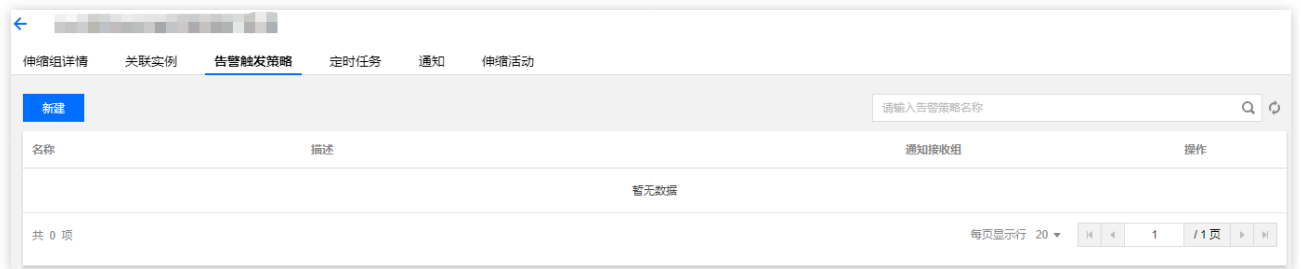 伸缩组详情 关联实例 告警触发策略 定时任务 通知 伸缩活动
新建 请输入告警策略名称
名称 描述 通知接收组 操作
暂无数据
共 0 项 每页显示行 20 1 / 1 页